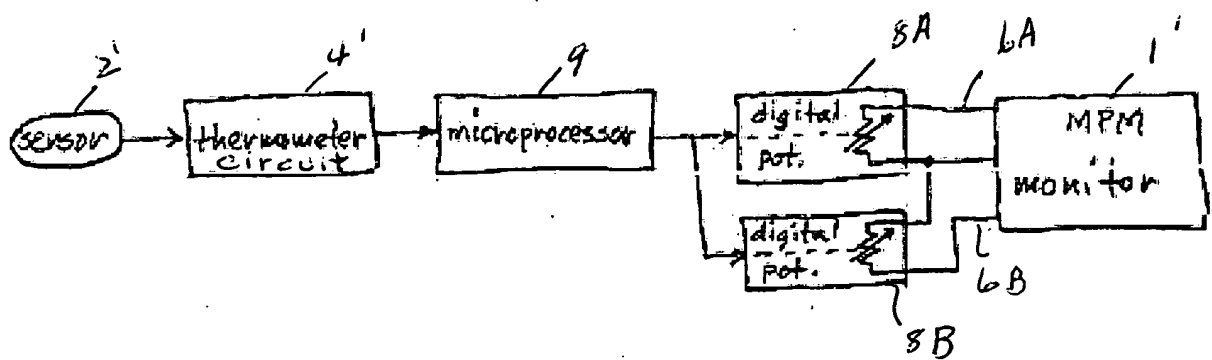 2'
sensor
4'
thermometer
circuit
9
microprocessor
8A
digital
pot.
6A
1'
MPM
monitor
digital
pot.
8B
6B